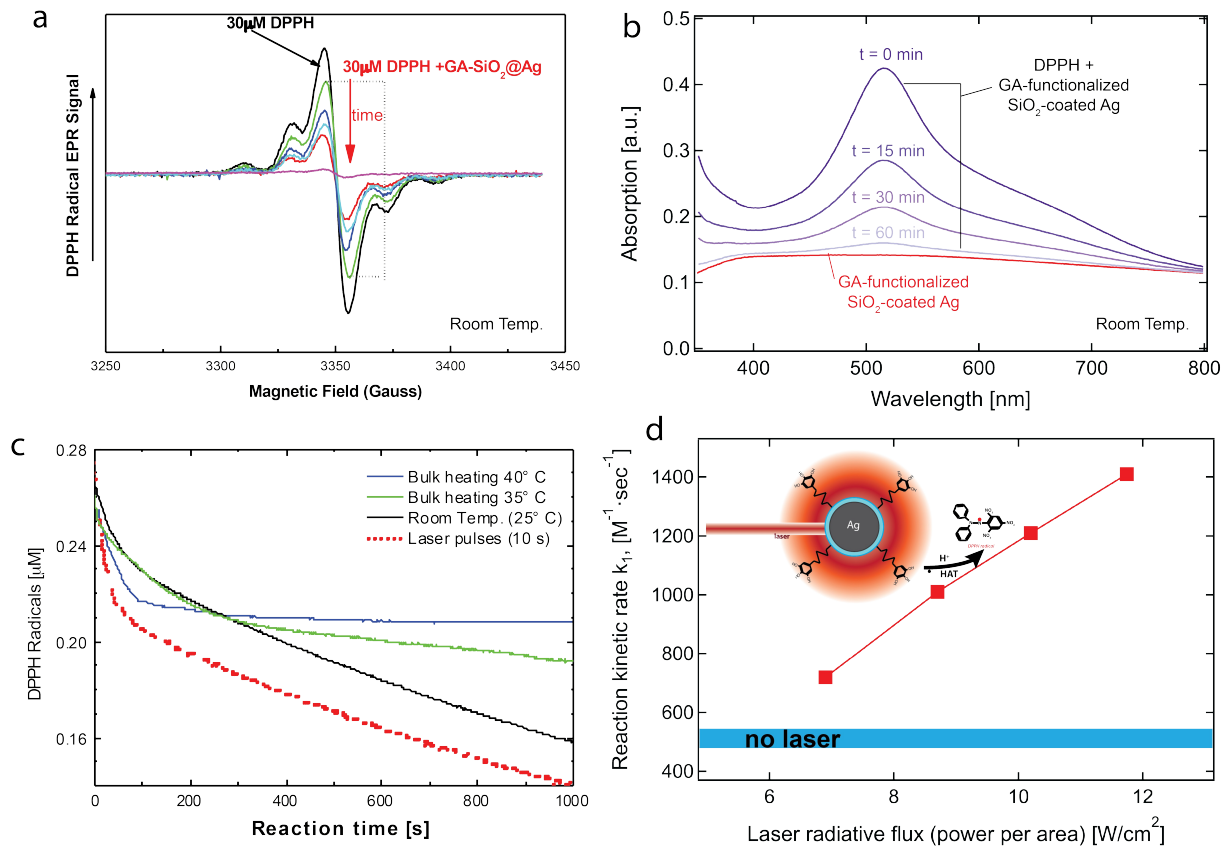 a
30μM DPPH
30μM DPPH +GA-SiO₂@Ag
time
DPPH Radical EPR Signal
Room Temp.
3250
3300
3350
3400
3450
Magnetic Field (Gauss)
b
0.5
0.4
0.3
0.2
0.1
0.0
Absorption [a.u.]
t = 0 min
t = 15 min
t = 30 min
t = 60 min
DPPH +
GA-functionalized
SiO₂-coated Ag
GA-functionalized
SiO₂-coated Ag
Room Temp.
400
500
600
700
800
Wavelength [nm]
c
0.28
0.24
0.20
0.16
DPPH Radicals [uM]
Bulk heating 40° C
Bulk heating 35° C
Room Temp. (25° C)
Laser pulses (10 s)
0
200
400
600
800
1000
Reaction time [s]
d
1400
1200
1000
800
600
400
Reaction kinetic rate k₁, [M⁻¹·sec⁻¹]
Ag
laser
H⁺
HAT
DPPH radical
no laser
6
8
10
12
Laser radiative flux (power per area) [W/cm²]